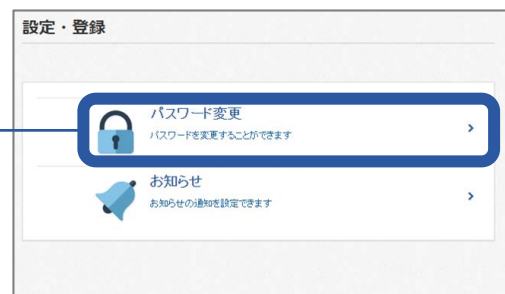 設定・登録
パスワード変更
パスワードを変更することができます
お知らせ
お知らせの通知を設定できます